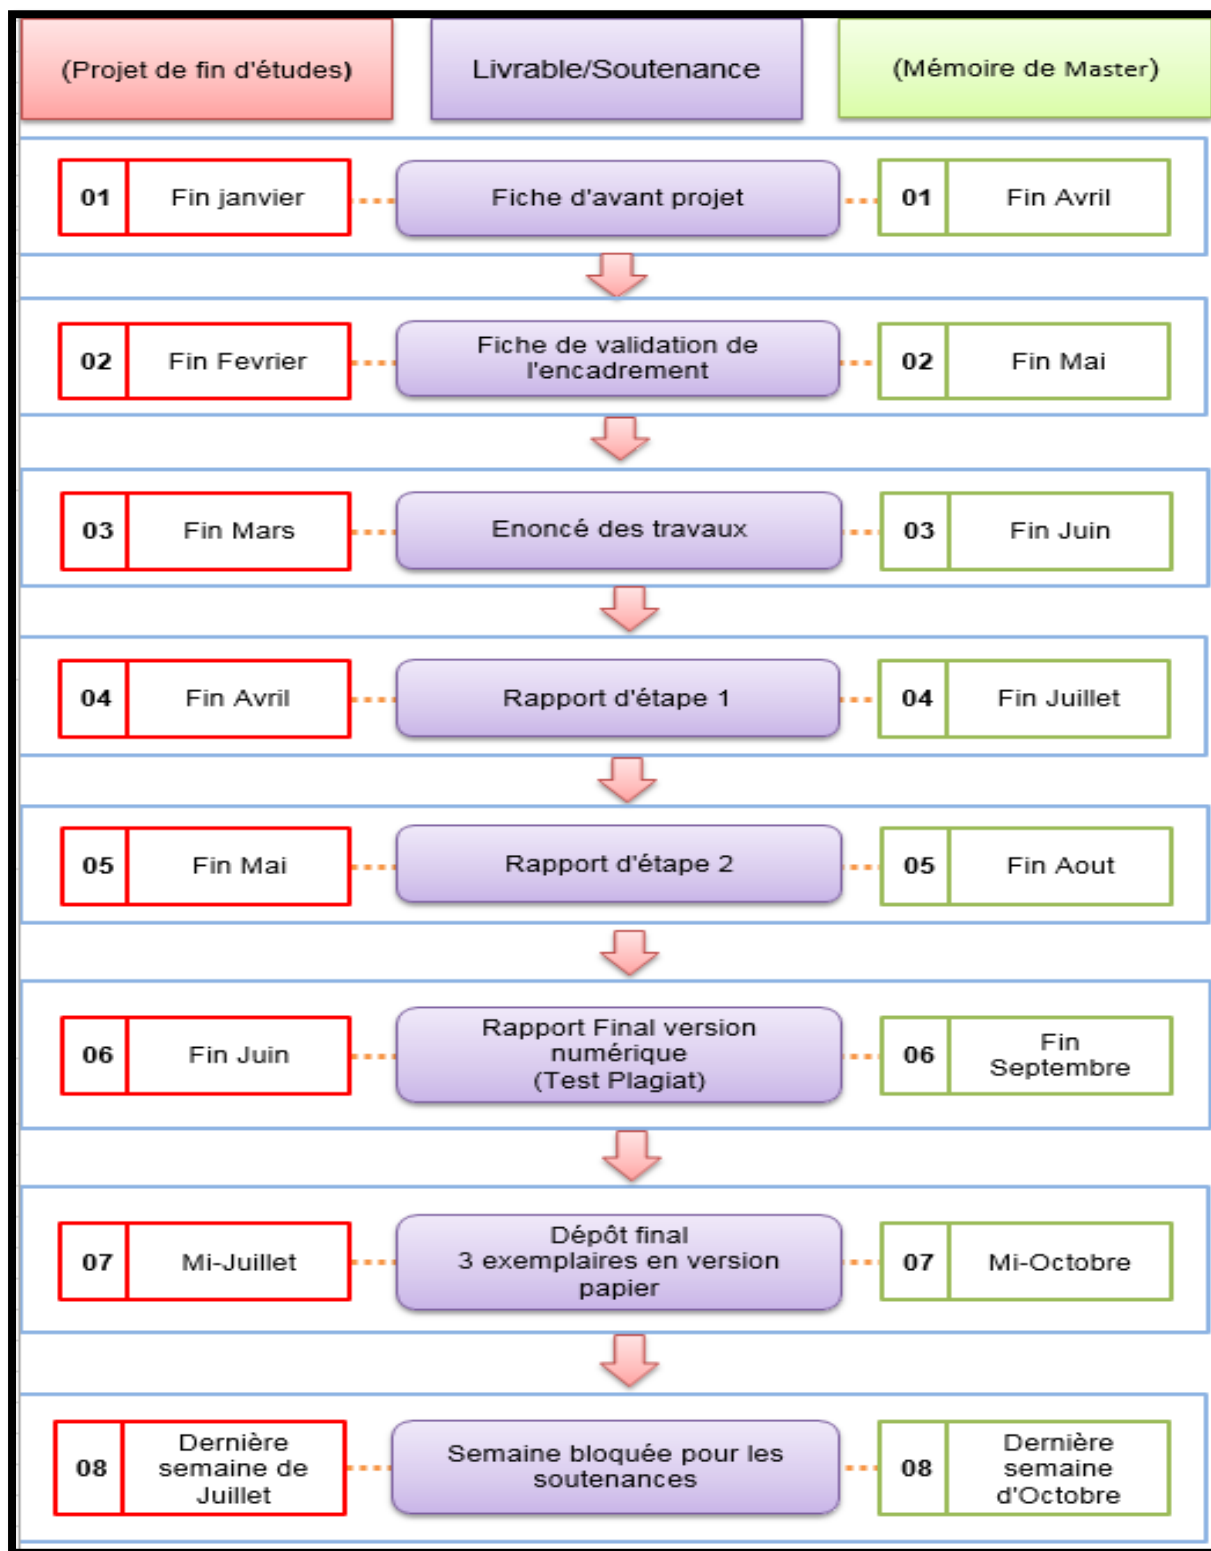 (Projet de fin d'études)
Livrable/Soutenance
(Mémoire de Master)
01
Fin janvier
Fiche d'avant projet
01
Fin Avril
02
Fin Fevrier
Fiche de validation de
l'encadrement
02
Fin Mai
03
Fin Mars
Enoncé des travaux
03
Fin Juin
04
Fin Avril
Rapport d'étape 1
04
Fin Juillet
05
Fin Mai
Rapport d'étape 2
05
Fin Aout
06
Fin Juin
Rapport Final version
numérique
(Test Plagiat)
06
Fin
Septembre
07
Mi-Juillet
Dépôt final
3 exemplaires en version
papier
07
Mi-Octobre
08
Dernière
semaine de
Juillet
Semaine bloquée pour les
soutenances
08
Dernière
semaine
d'Octobre